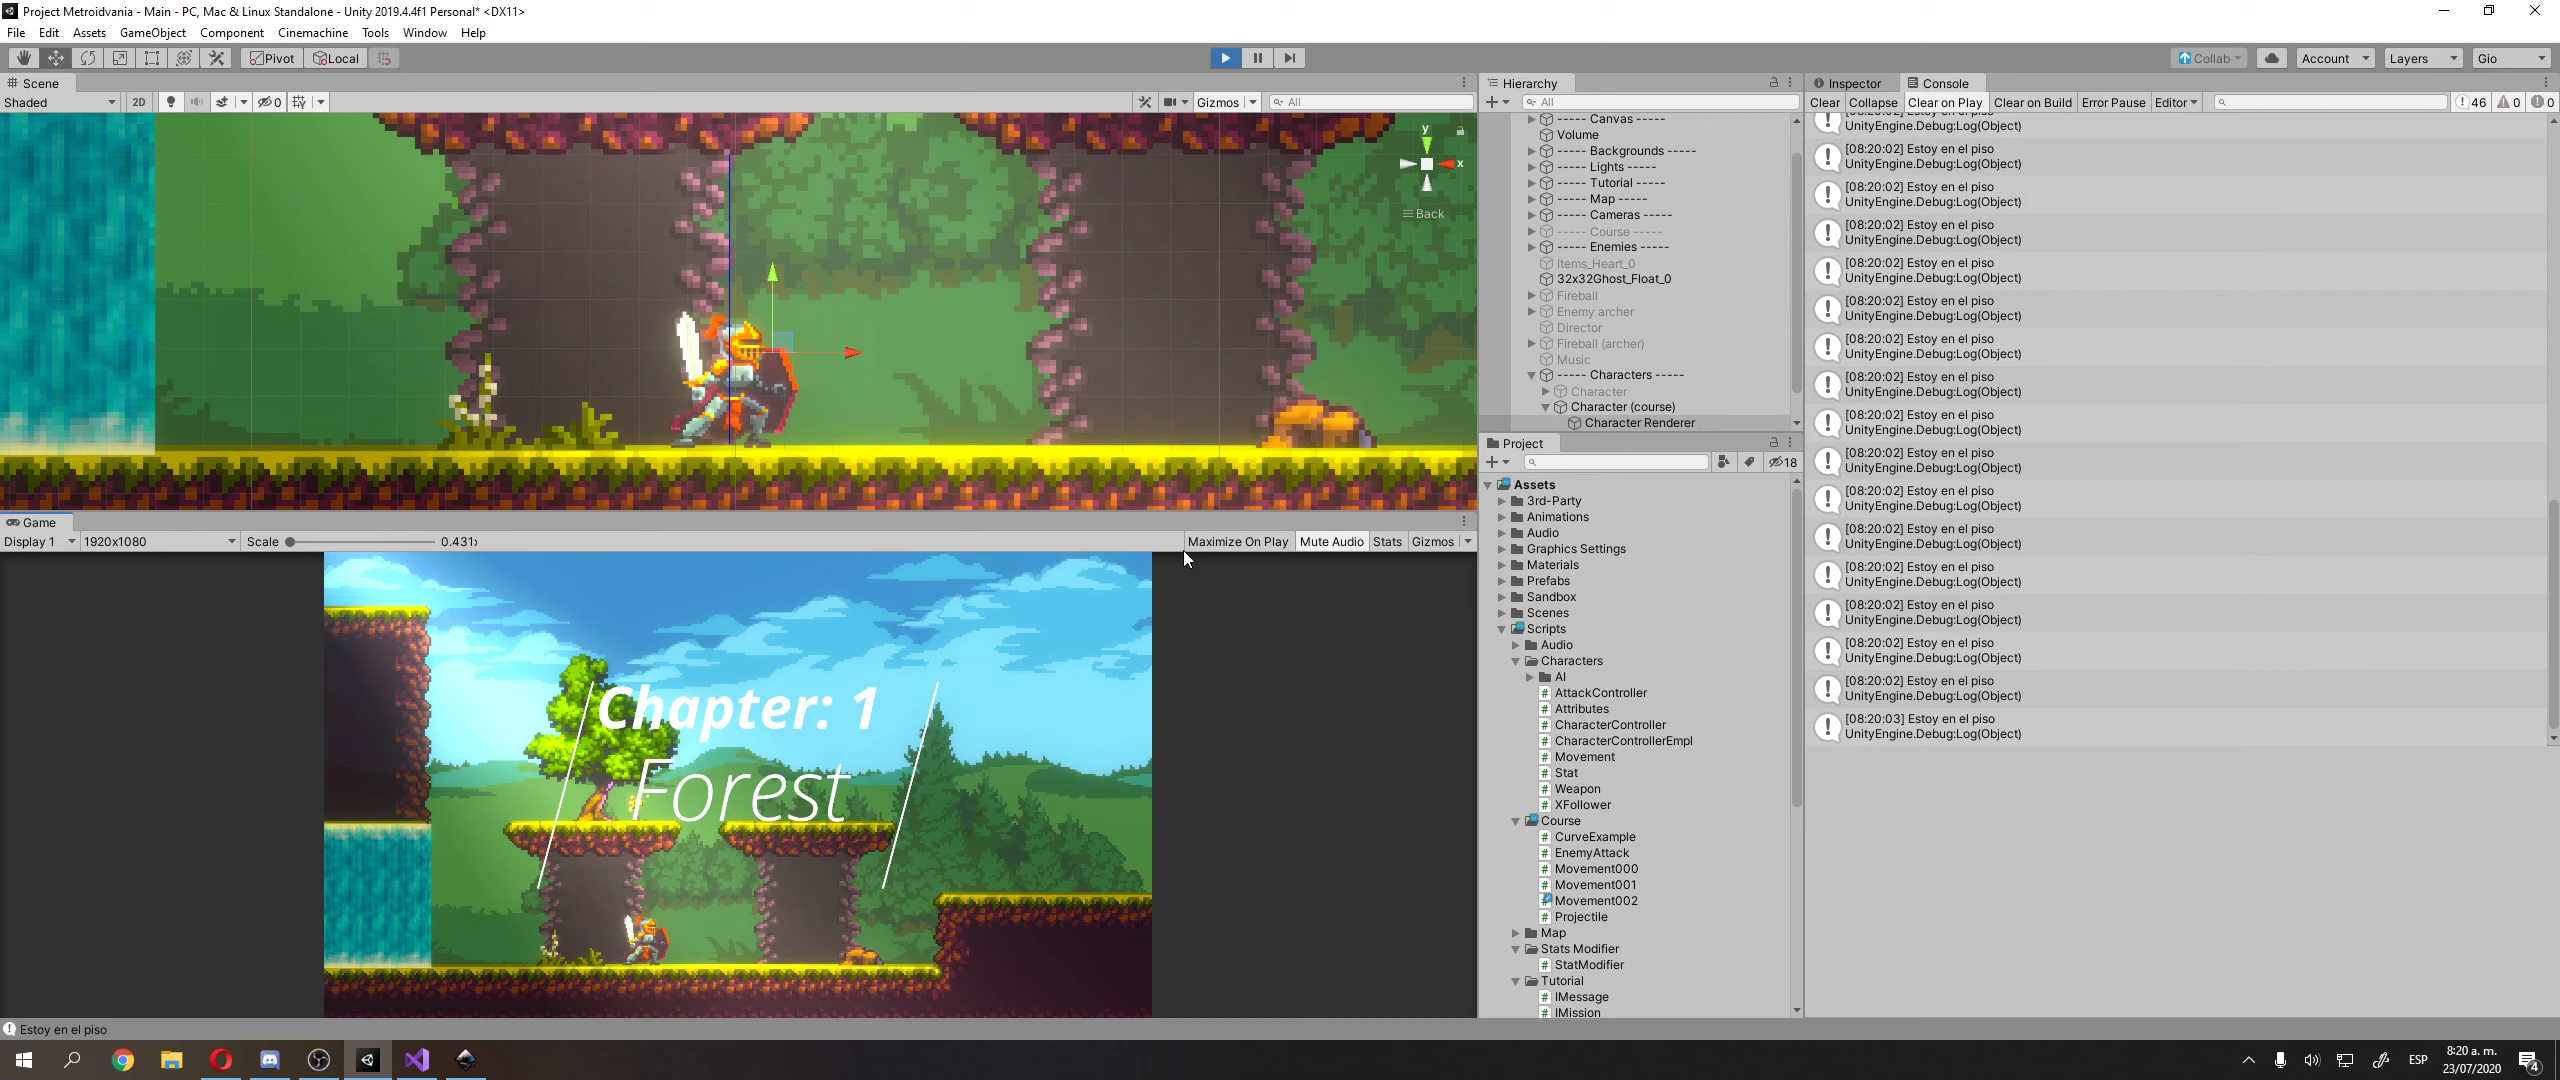 Project Metroidvania - Main - PC, Mac & Linux Standalone - Unity 2019.4.4f1 Personal* <DX11>
File Edit Assets GameObject Component Cinemachine Tools Window Help
Pivot Local Collab Account Layers Gio
Scene
Shaded 2D 0 Gizmos All
y
x
Back
Game
Display 1 1920x1080 Scale 0.431x Maximize On Play Mute Audio Stats Gizmos
Chapter: 1
Forest
Hierarchy
All
----- Canvas -----
Volume
----- Backgrounds -----
----- Lights -----
----- Tutorial -----
----- Map -----
----- Cameras -----
----- Course -----
----- Enemies -----
Items_Heart_0
32x32Ghost_Float_0
Fireball
Enemy archer
Director
Fireball (archer)
Music
----- Characters -----
Character
Character (course)
Character Renderer
Project
18
Assets
3rd-Party
Animations
Audio
Graphics Settings
Materials
Prefabs
Sandbox
Scenes
Scripts
Audio
Characters
AI
AttackController
Attributes
CharacterController
CharacterControllerEmpl
Movement
Stat
Weapon
XFollower
Course
CurveExample
EnemyAttack
Movement000
Movement001
Movement002
Projectile
Map
Stats Modifier
StatModifier
Tutorial
IMessage
IMission
Inspector Console
Clear Collapse Clear on Play Clear on Build Error Pause Editor 46 0 0
UnityEngine.Debug:Log(Object)
[08:20:02] Estoy en el piso
UnityEngine.Debug:Log(Object)
[08:20:02] Estoy en el piso
UnityEngine.Debug:Log(Object)
[08:20:02] Estoy en el piso
UnityEngine.Debug:Log(Object)
[08:20:02] Estoy en el piso
UnityEngine.Debug:Log(Object)
[08:20:02] Estoy en el piso
UnityEngine.Debug:Log(Object)
[08:20:02] Estoy en el piso
UnityEngine.Debug:Log(Object)
[08:20:02] Estoy en el piso
UnityEngine.Debug:Log(Object)
[08:20:02] Estoy en el piso
UnityEngine.Debug:Log(Object)
[08:20:02] Estoy en el piso
UnityEngine.Debug:Log(Object)
[08:20:02] Estoy en el piso
UnityEngine.Debug:Log(Object)
[08:20:02] Estoy en el piso
UnityEngine.Debug:Log(Object)
[08:20:02] Estoy en el piso
UnityEngine.Debug:Log(Object)
[08:20:02] Estoy en el piso
UnityEngine.Debug:Log(Object)
[08:20:02] Estoy en el piso
UnityEngine.Debug:Log(Object)
[08:20:02] Estoy en el piso
UnityEngine.Debug:Log(Object)
[08:20:03] Estoy en el piso
UnityEngine.Debug:Log(Object)
Estoy en el piso
ESP
8:20 a. m.
23/07/2020
4